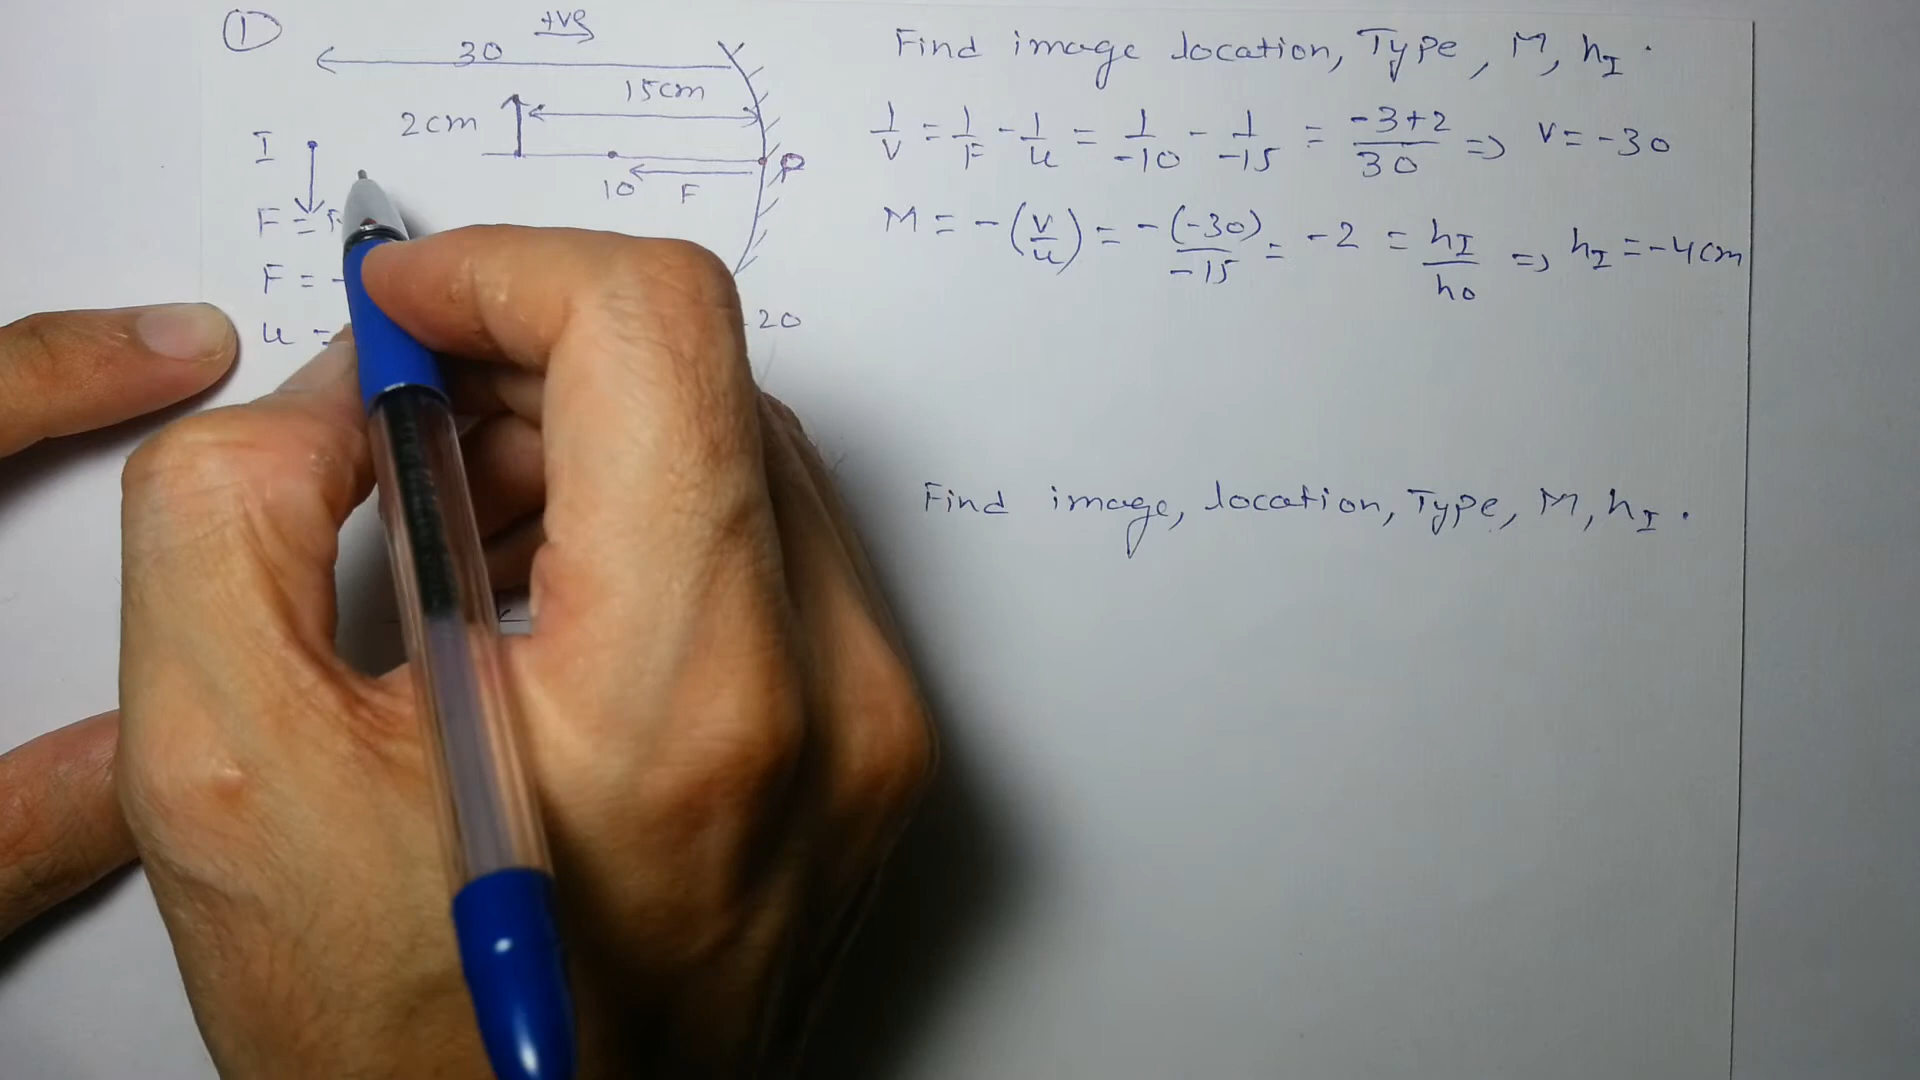 ①
+ve
30
15cm
2cm
I
10
F
P
F =
F = -
u =
20
Find image location, Type, M, hI.
1/v = 1/F - 1/u = 1/-10 - 1/-15 = -3+2/30 => v = -30
M = -(v/u) = -(-30)/-15 = -2 = hI/ho => hI = -4cm
Find image, location, Type, M, hI.